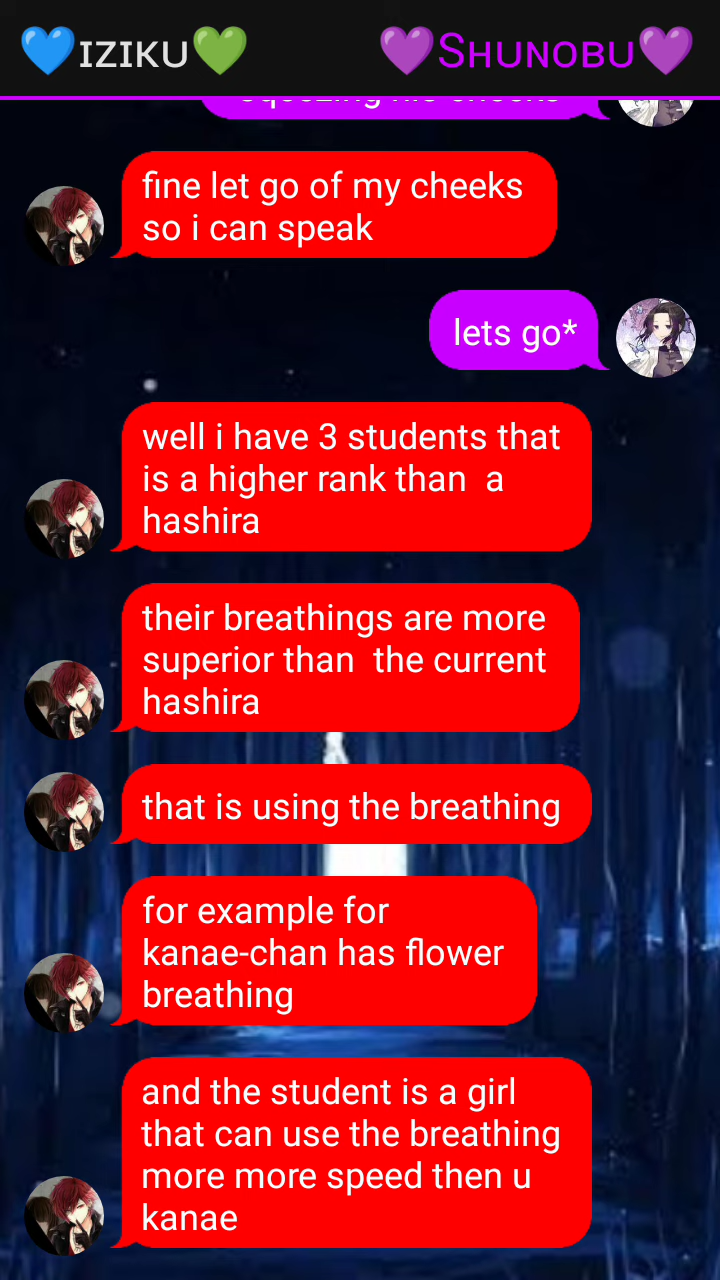 💙IZIKU💚 💜SHUNOBU💜
squeezing his cheeks
fine let go of my cheeks
so i can speak
lets go*
well i have 3 students that
is a higher rank than  a
hashira
their breathings are more
superior than  the current
hashira
that is using the breathing
for example for
kanae-chan has flower
breathing
and the student is a girl
that can use the breathing
more more speed then u
kanae